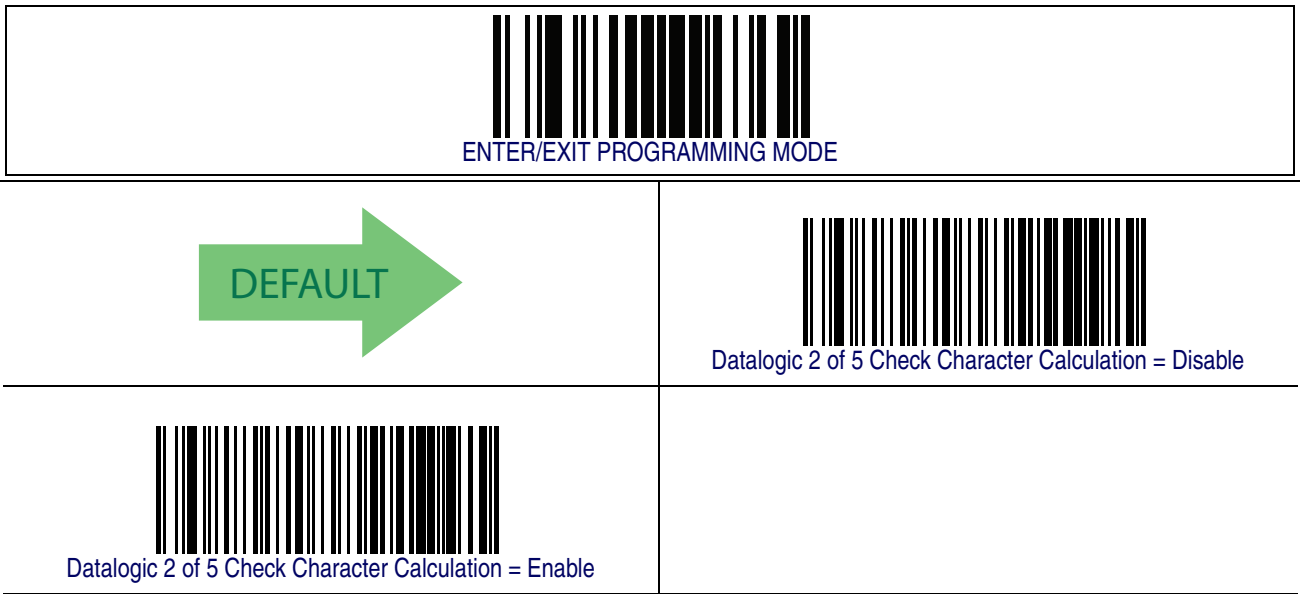 ENTER/EXIT PROGRAMMING MODE
DEFAULT
Datalogic 2 of 5 Check Character Calculation = Disable
Datalogic 2 of 5 Check Character Calculation = Enable